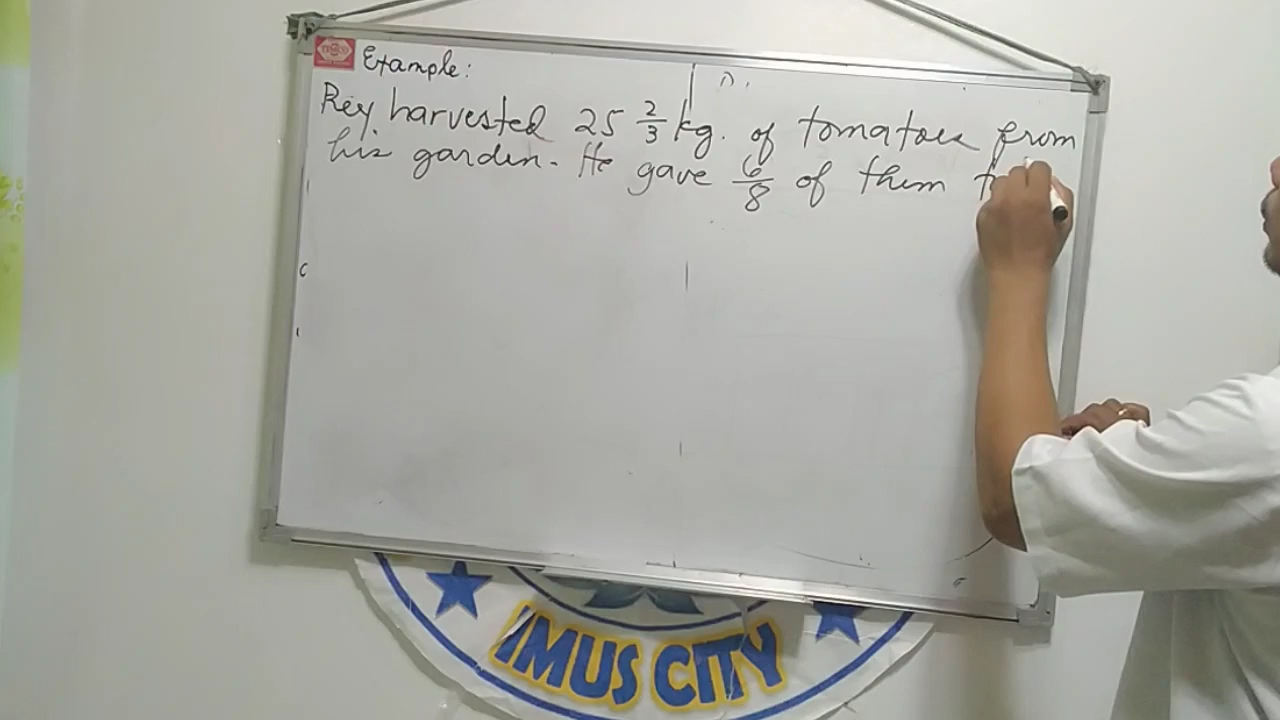 Example:
Rey harvested 25 2/3 kg. of tomatoes from
his garden. He gave 6/8 of them
IMUS CITY